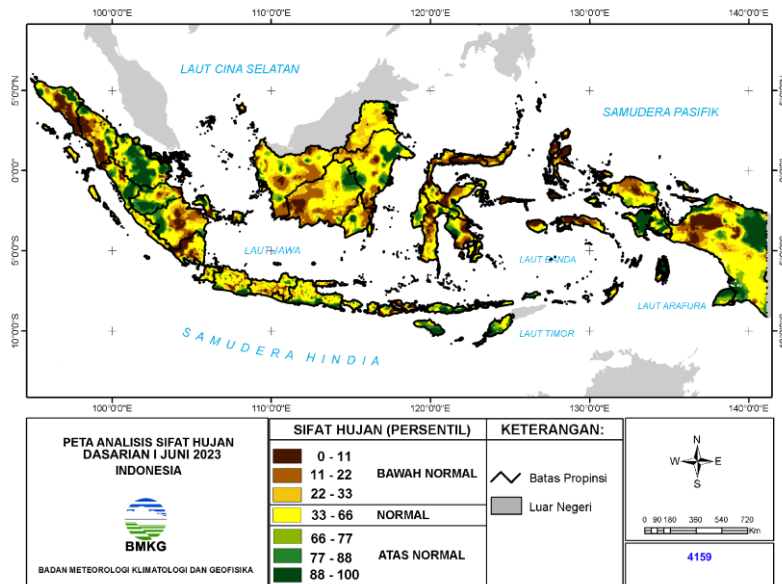 100°0'0"E 110°0'0"E 120°0'0"E 130°0'0"E 140°0'0"E
LAUT CINA SELATAN
SAMUDERA PASIFIK
5°0'0"N
0°0'0"
5°0'0"S
10°0'0"S
LAUT JAWA
LAUT BANDA
LAUT ARAFURA
LAUT TIMOR
SAMUDERA HINDIA
100°0'0"E 110°0'0"E 120°0'0"E 130°0'0"E 140°0'0"E
PETA ANALISIS SIFAT HUJAN
DASARIAN I JUNI 2023
INDONESIA
BMKG
BADAN METEOROLOGI KLIMATOLOGI DAN GEOFISIKA
SIFAT HUJAN (PERSENTIL)
0 - 11
11 - 22 BAWAH NORMAL
22 - 33
33 - 66 NORMAL
66 - 77
77 - 88 ATAS NORMAL
88 - 100
KETERANGAN:
Batas Propinsi
Luar Negeri
N
W E
S
0 90 180 360 540 720
Km
4159